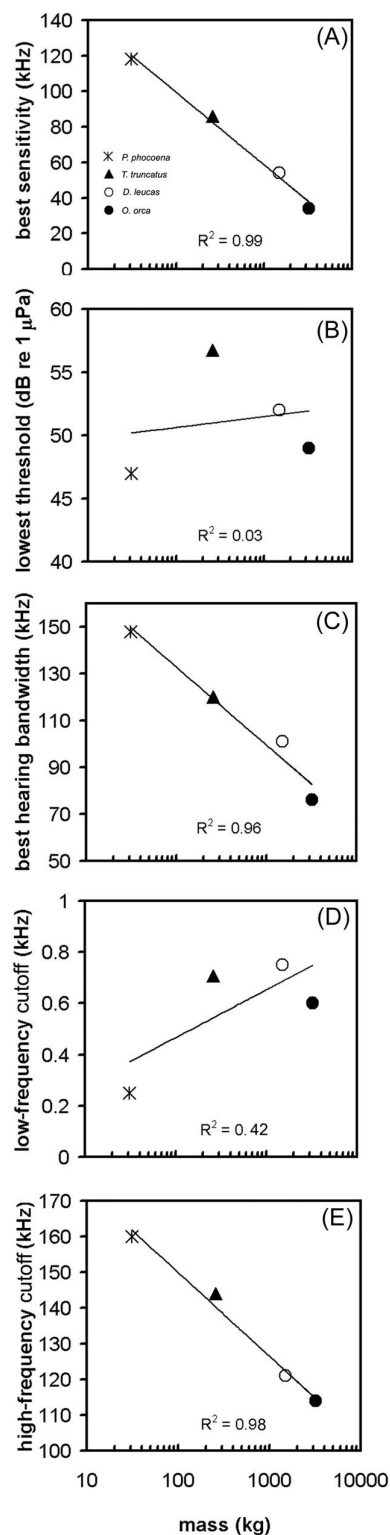 (A)
best sensitivity (kHz)
140
120
100
80
60
40
20
0
P. phocoena
T. truncatus
D. leucas
O. orca
R² = 0.99
(B)
lowest threshold (dB re 1 µPa)
60
55
50
45
40
R² = 0.03
(C)
best hearing bandwidth (kHz)
150
130
110
90
70
50
R² = 0.96
(D)
low-frequency cutoff (kHz)
1
0.8
0.6
0.4
0.2
0
R² = 0.42
(E)
high-frequency cutoff (kHz)
170
160
150
140
130
120
110
100
R² = 0.98
10 100 1000 10000
mass (kg)